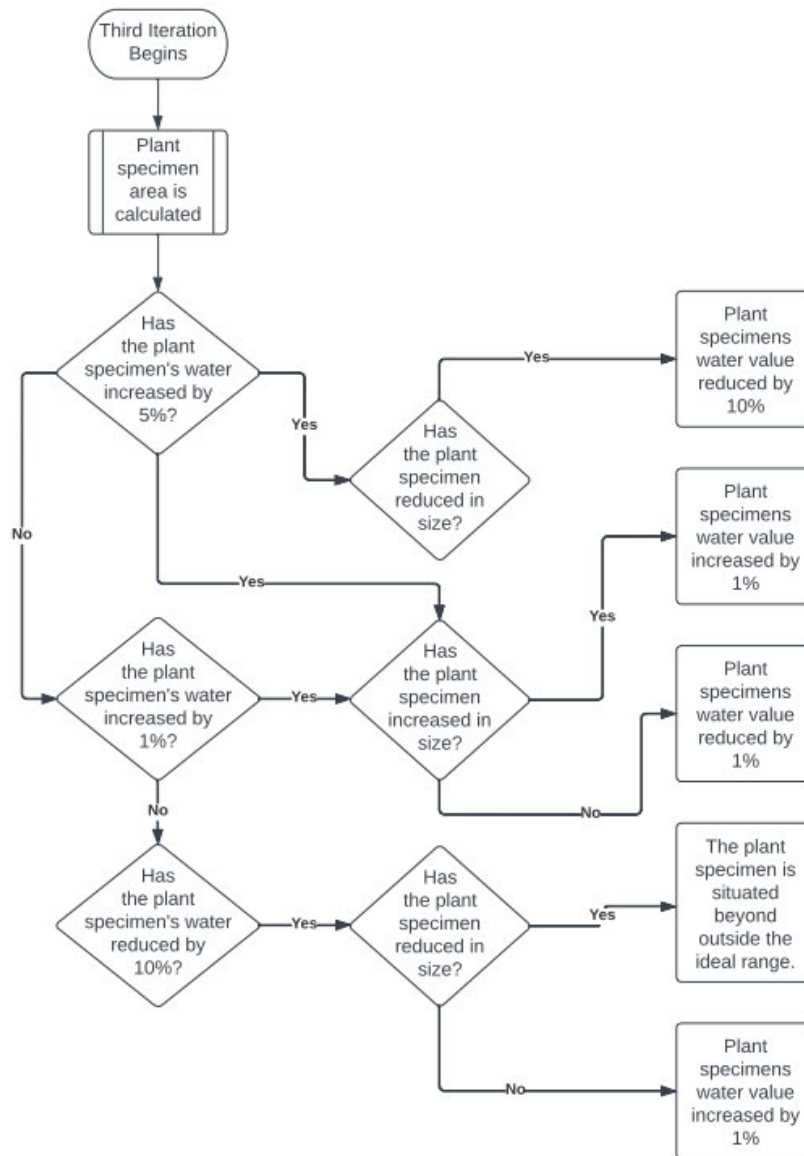 Third Iteration
Begins
Plant
specimen
area is
calculated
Has
the plant
specimen's water
increased by
5%?
Yes
Has
the plant
specimen
reduced in
size?
Yes
Plant
specimens
water value
reduced by
10%
No
Yes
Has
the plant
specimen's water
increased by
1%?
Yes
Has
the plant
specimen
increased in
size?
Yes
Plant
specimens
water value
increased by
1%
No
Plant
specimens
water value
reduced by
1%
No
Has
the plant
specimen's water
reduced by
10%?
Yes
Has
the plant
specimen
reduced in
size?
Yes
The plant
specimen is
situated
beyond
outside the
ideal range.
No
Plant
specimens
water value
increased by
1%